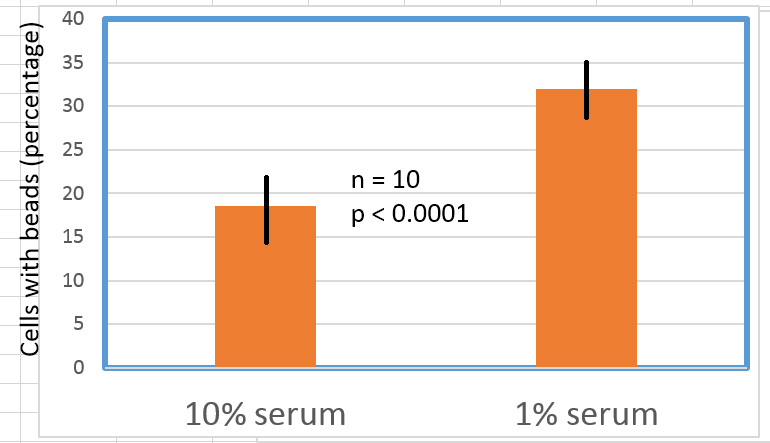 Cells with beads (percentage)
40
35
30
25
20
15
10
5
0
n = 10
p < 0.0001
10% serum
1% serum